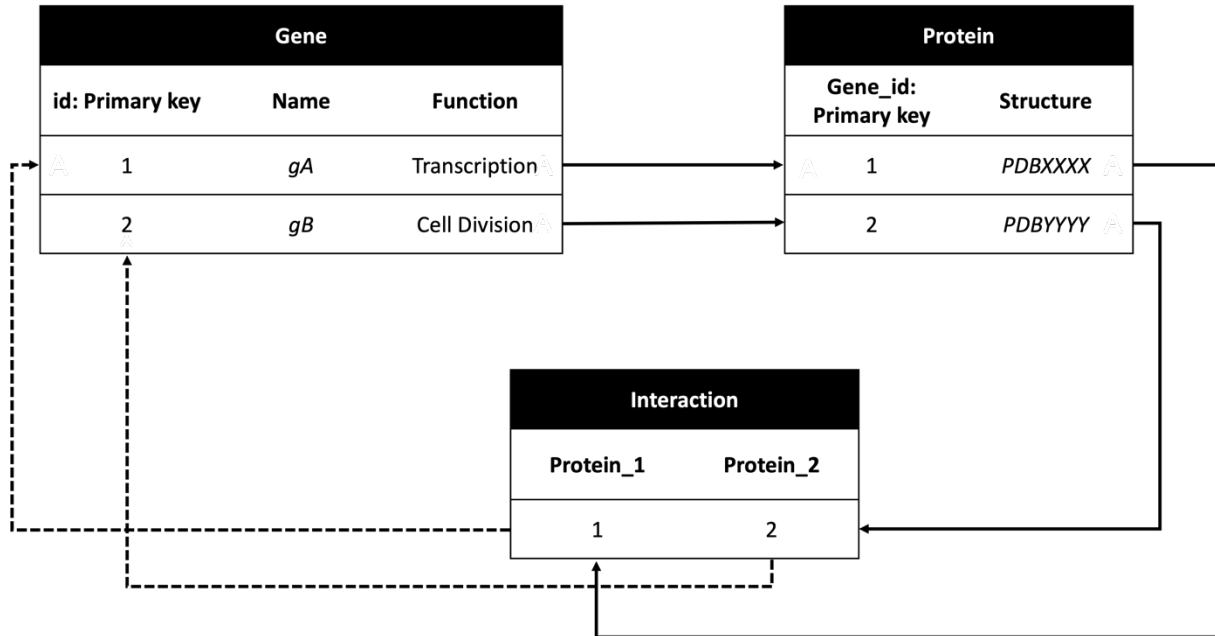 Gene
id: Primary key Name Function
1 gA Transcription
2 gB Cell Division
Protein
Gene_id:
Primary key Structure
1 PDBXXXX
2 PDBYYYY
Interaction
Protein_1 Protein_2
1 2